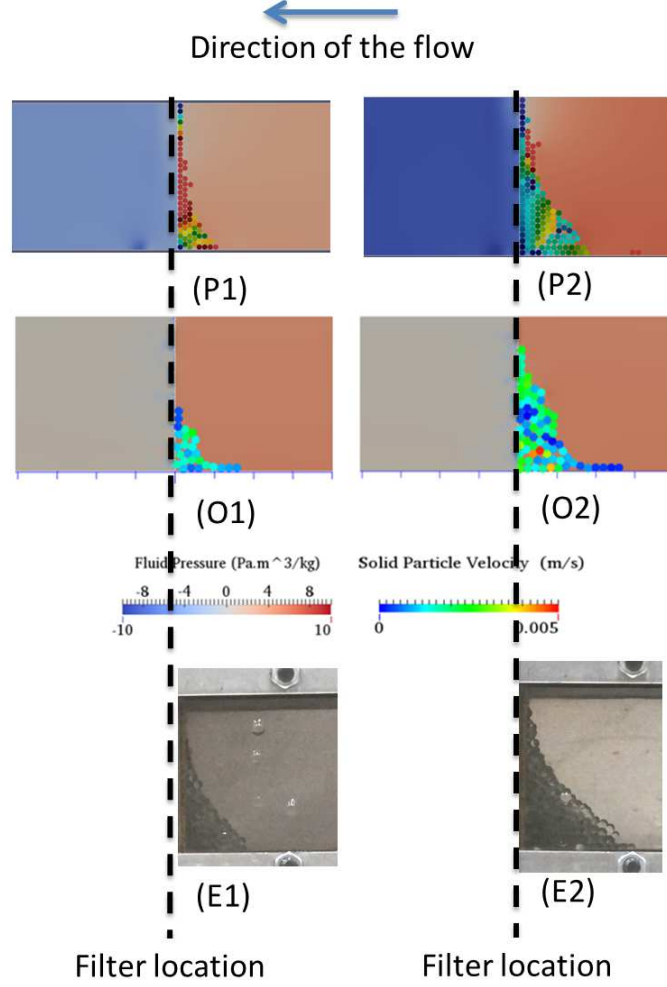 Direction of the flow
(P1)
(P2)
(O1)
(O2)
Fluid Pressure (Pa.m^3/kg)
-8 -4 0 4 8
-10 10
Solid Particle Velocity (m/s)
0 0.005
(E1)
(E2)
Filter location
Filter location